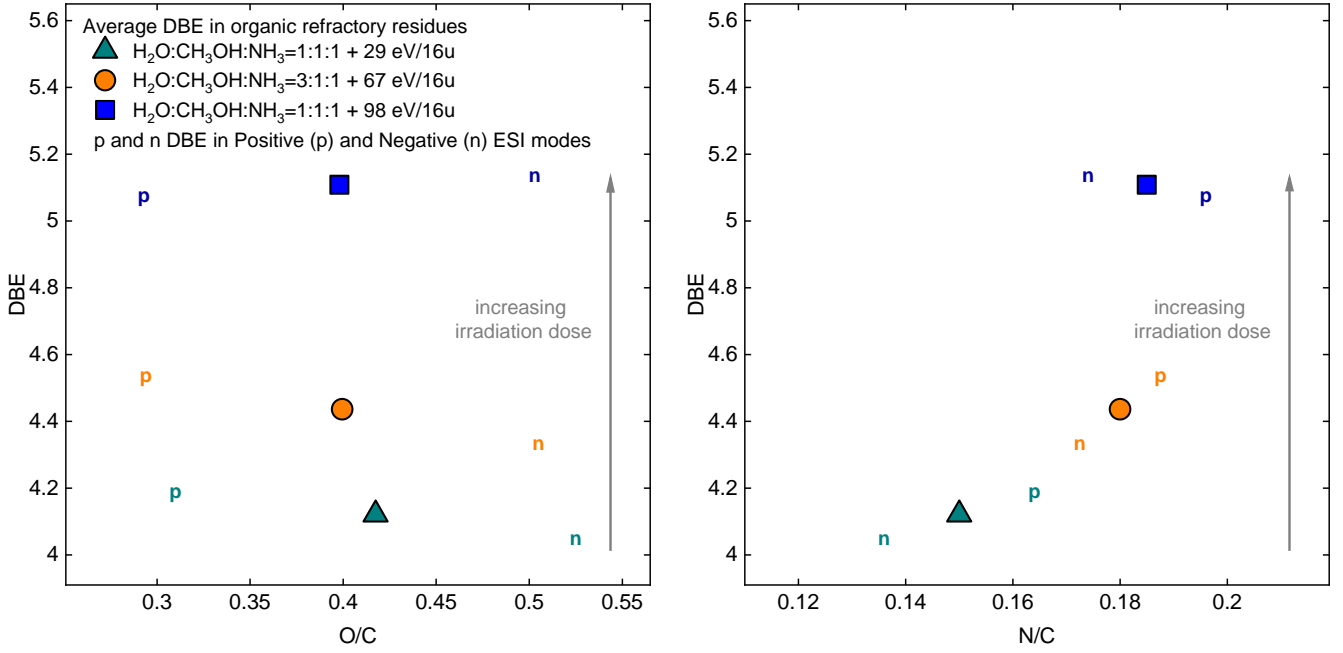 5.6
5.4
5.2
5
4.8
4.6
4.4
4.2
4
DBE
Average DBE in organic refractory residues
H₂O:CH₃OH:NH₃=1:1:1 + 29 eV/16u
H₂O:CH₃OH:NH₃=3:1:1 + 67 eV/16u
H₂O:CH₃OH:NH₃=1:1:1 + 98 eV/16u
p and n DBE in Positive (p) and Negative (n) ESI modes
p
n
increasing
irradiation dose
p
n
p
n
0.3
0.35
0.4
0.45
0.5
0.55
O/C
5.6
5.4
5.2
5
4.8
4.6
4.4
4.2
4
DBE
n
p
increasing
irradiation dose
p
n
p
n
0.12
0.14
0.16
0.18
0.2
N/C